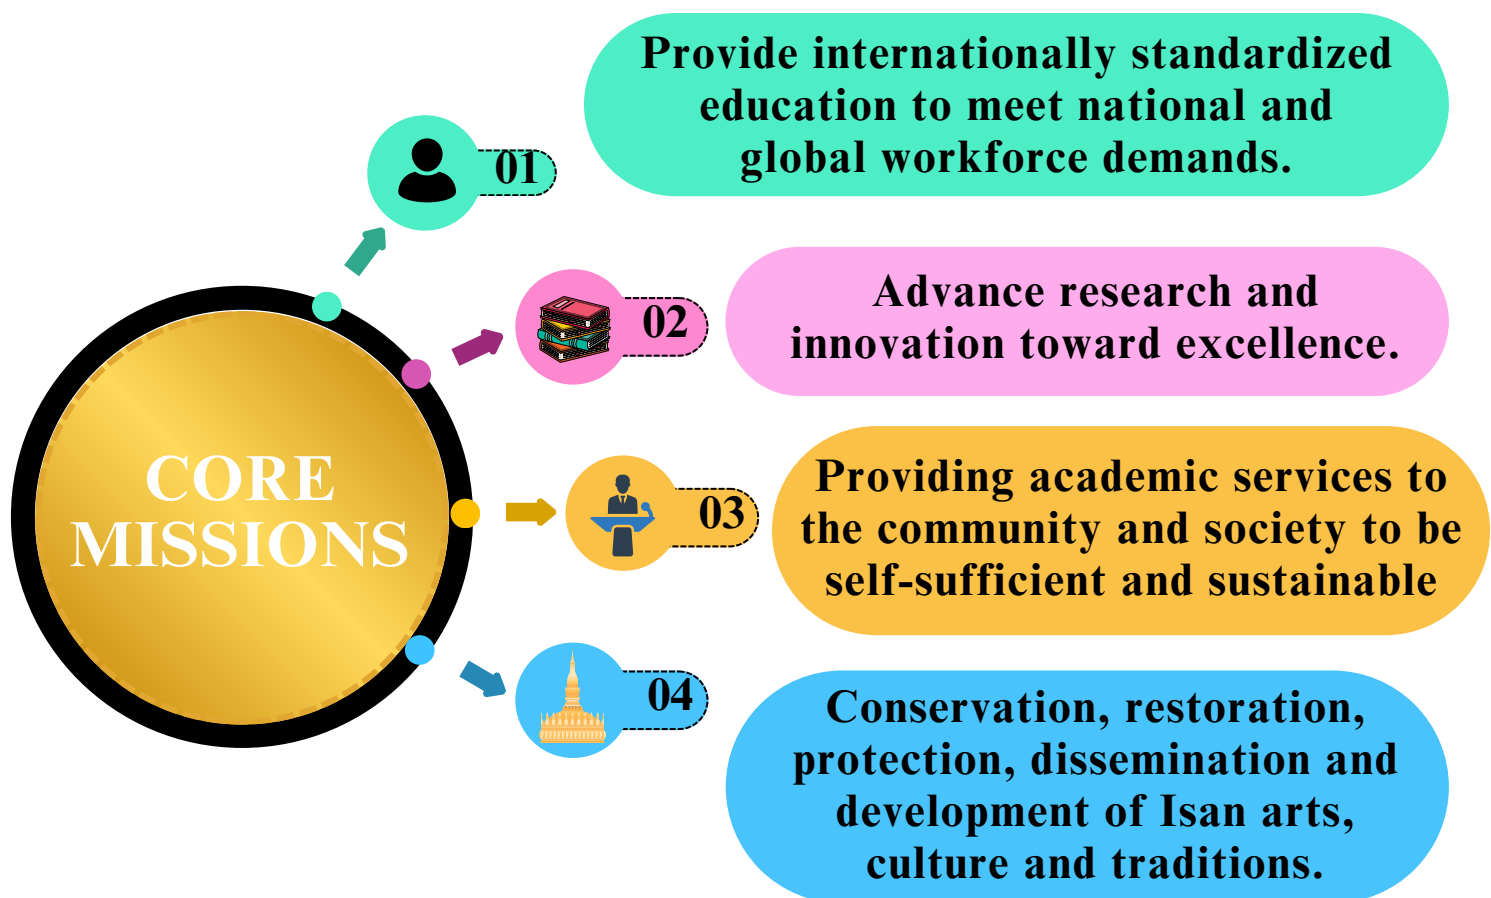 CORE
MISSIONS
01
Provide internationally standardized
education to meet national and
global workforce demands.
02
Advance research and
innovation toward excellence.
03
Providing academic services to
the community and society to be
self-sufficient and sustainable
04
Conservation, restoration,
protection, dissemination and
development of Isan arts,
culture and traditions.